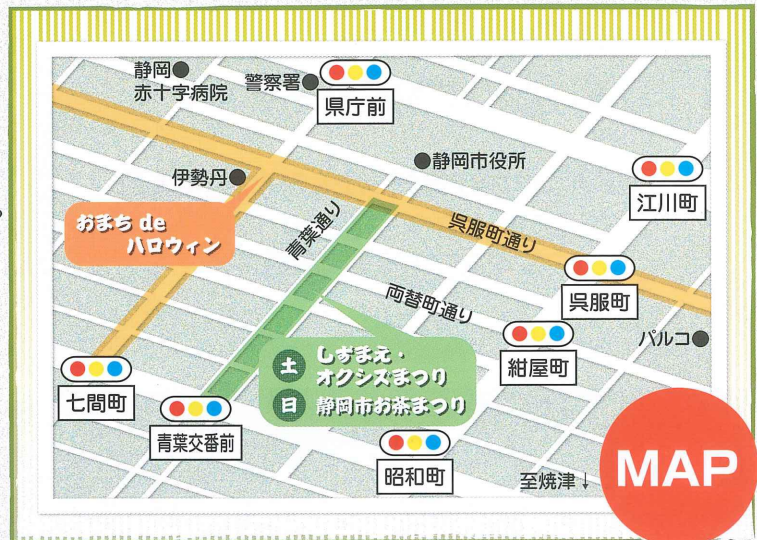 静岡
赤十字病院
警察署
県庁前
伊勢丹
静岡市役所
江川町
おまち de
ハロウィン
青葉通り
呉服町通り
呉服町
両替町通り
紺屋町
パルコ
七間町
土 しずまえ・
オクシズまつり
日 静岡市お茶まつり
青葉交番前
昭和町
至焼津↓
MAP